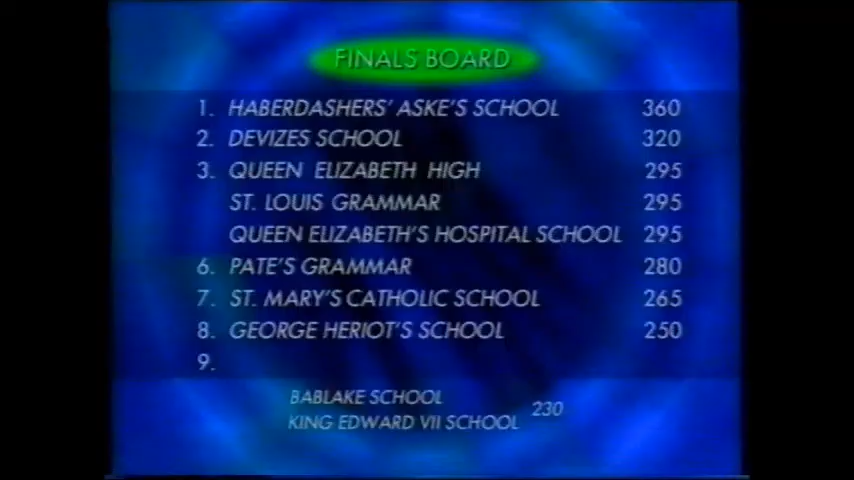 FINALS BOARD
1. HABERDASHERS' ASKE'S SCHOOL 360
2. DEVIZES SCHOOL 320
3. QUEEN ELIZABETH HIGH 295
ST. LOUIS GRAMMAR 295
QUEEN ELIZABETH'S HOSPITAL SCHOOL 295
6. PATE'S GRAMMAR 280
7. ST. MARY'S CATHOLIC SCHOOL 265
8. GEORGE HERIOT'S SCHOOL 250
9.
BABLAKE SCHOOL
KING EDWARD VII SCHOOL 230